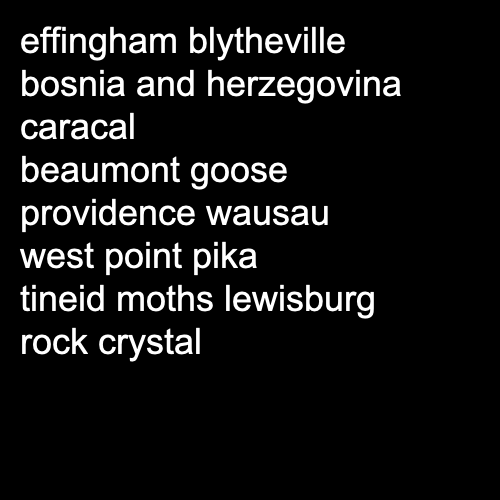 effingham blytheville
bosnia and herzegovina
caracal
beaumont goose
providence wausau
west point pika
tineid moths lewisburg
rock crystal